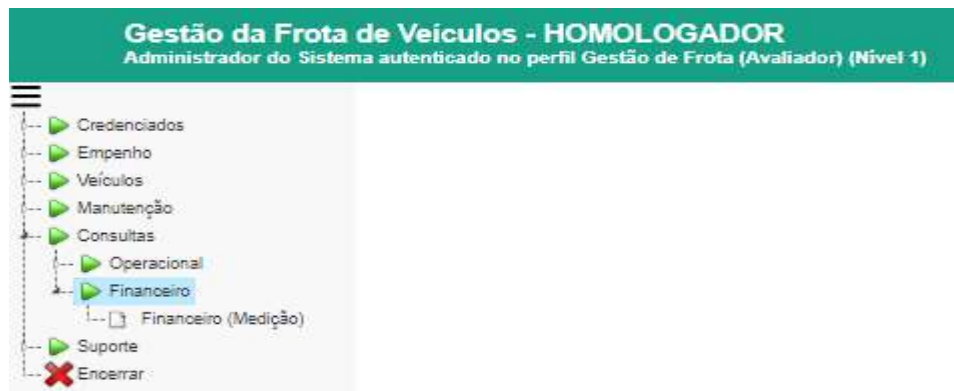 Gestão da Frota de Veículos - HOMOLOGADOR
Administrador do Sistema autenticado no perfil Gestão de Frota (Avaliador) (Nível 1)
Credenciados
Empenho
Veículos
Manutenção
Consultas
Operacional
Financeiro
Financeiro (Medição)
Suporte
Encerrar